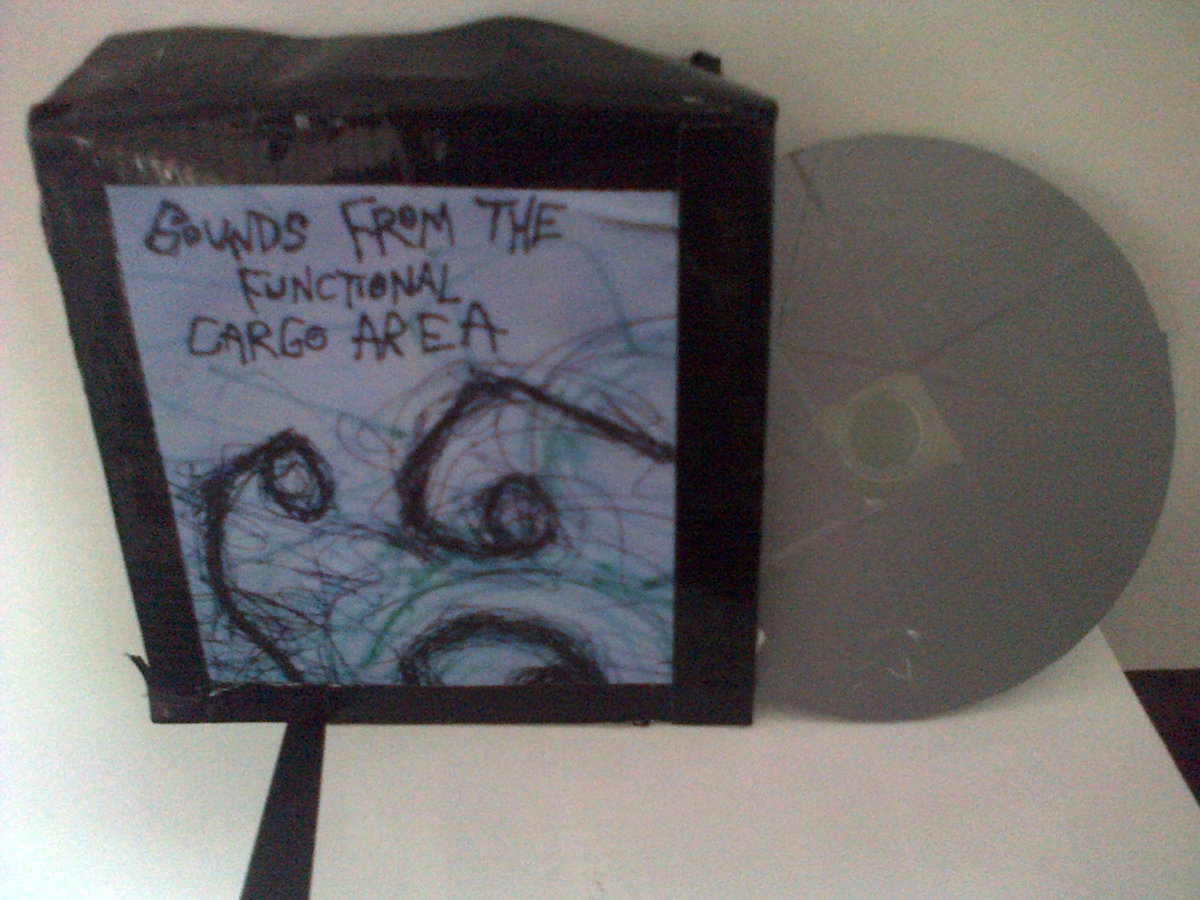 SOUNDS FROM THE
FUNCTIONAL
CARGO AREA